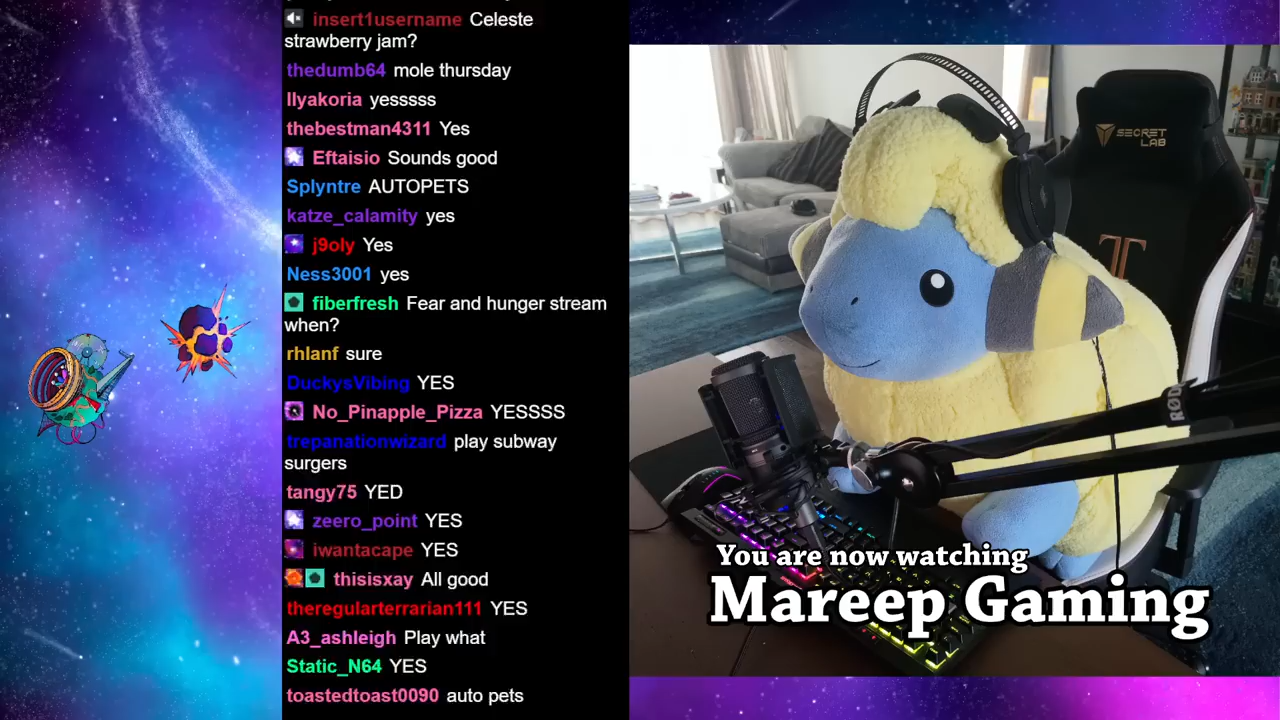 insert1username Celeste
strawberry jam?
thedumb64 mole thursday
Ilyakoria yesssss
thebestman4311 Yes
Eftaisio Sounds good
Splyntre AUTOPETS
katze_calamity yes
j9oly Yes
Ness3001 yes
fiberfresh Fear and hunger stream
when?
rhlanf sure
DuckysVibing YES
No_Pinapple_Pizza YESSSS
trepanationwizard play subway
surgers
tangy75 YED
zeero_point YES
iwantacape YES
thisisxay All good
theregularterrarian111 YES
A3_ashleigh Play what
Static_N64 YES
toastedtoast0090 auto pets
SECRET
LAB
RØDE
You are now watching
Mareep Gaming